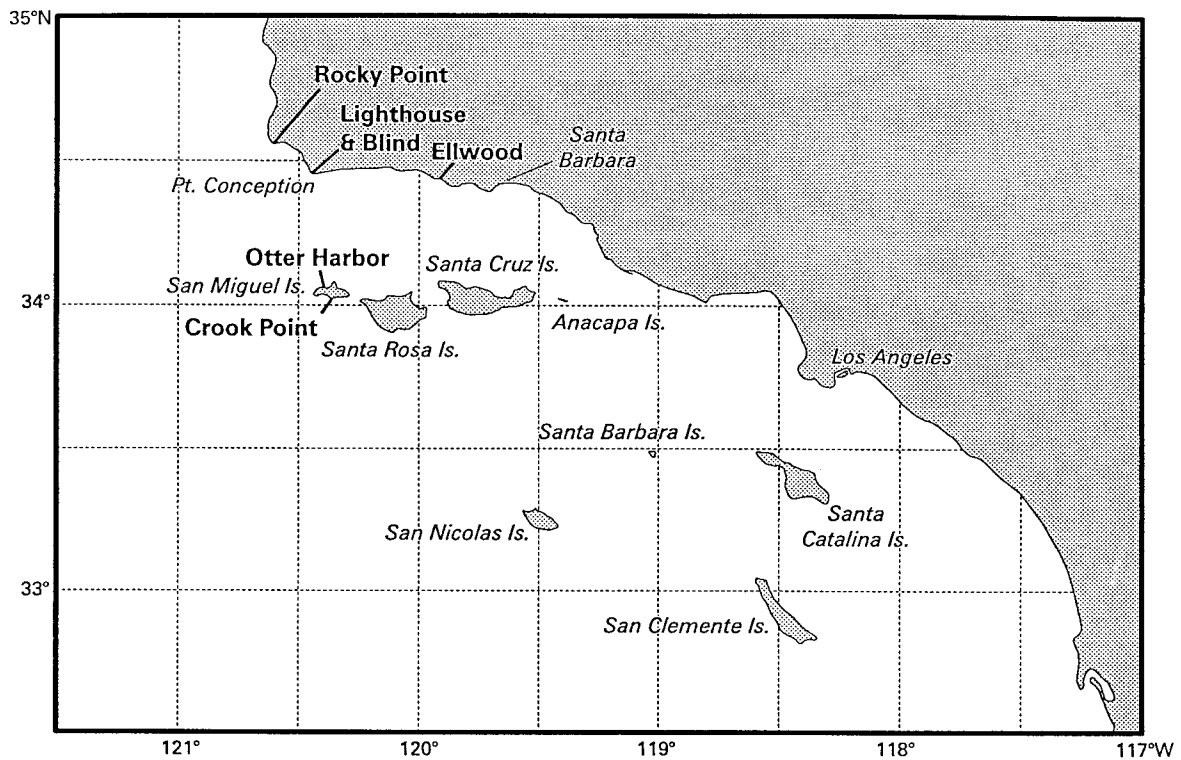 35°N
Rocky Point
Lighthouse
& Blind
Ellwood
Santa
Barbara
Pt. Conception
Otter Harbor
Santa Cruz Is.
San Miguel Is.
34°
Crook Point
Anacapa Is.
Santa Rosa Is.
Los Angeles
Santa Barbara Is.
San Nicolas Is.
Santa
Catalina Is.
33°
San Clemente Is.
121°
120°
119°
118°
117°W